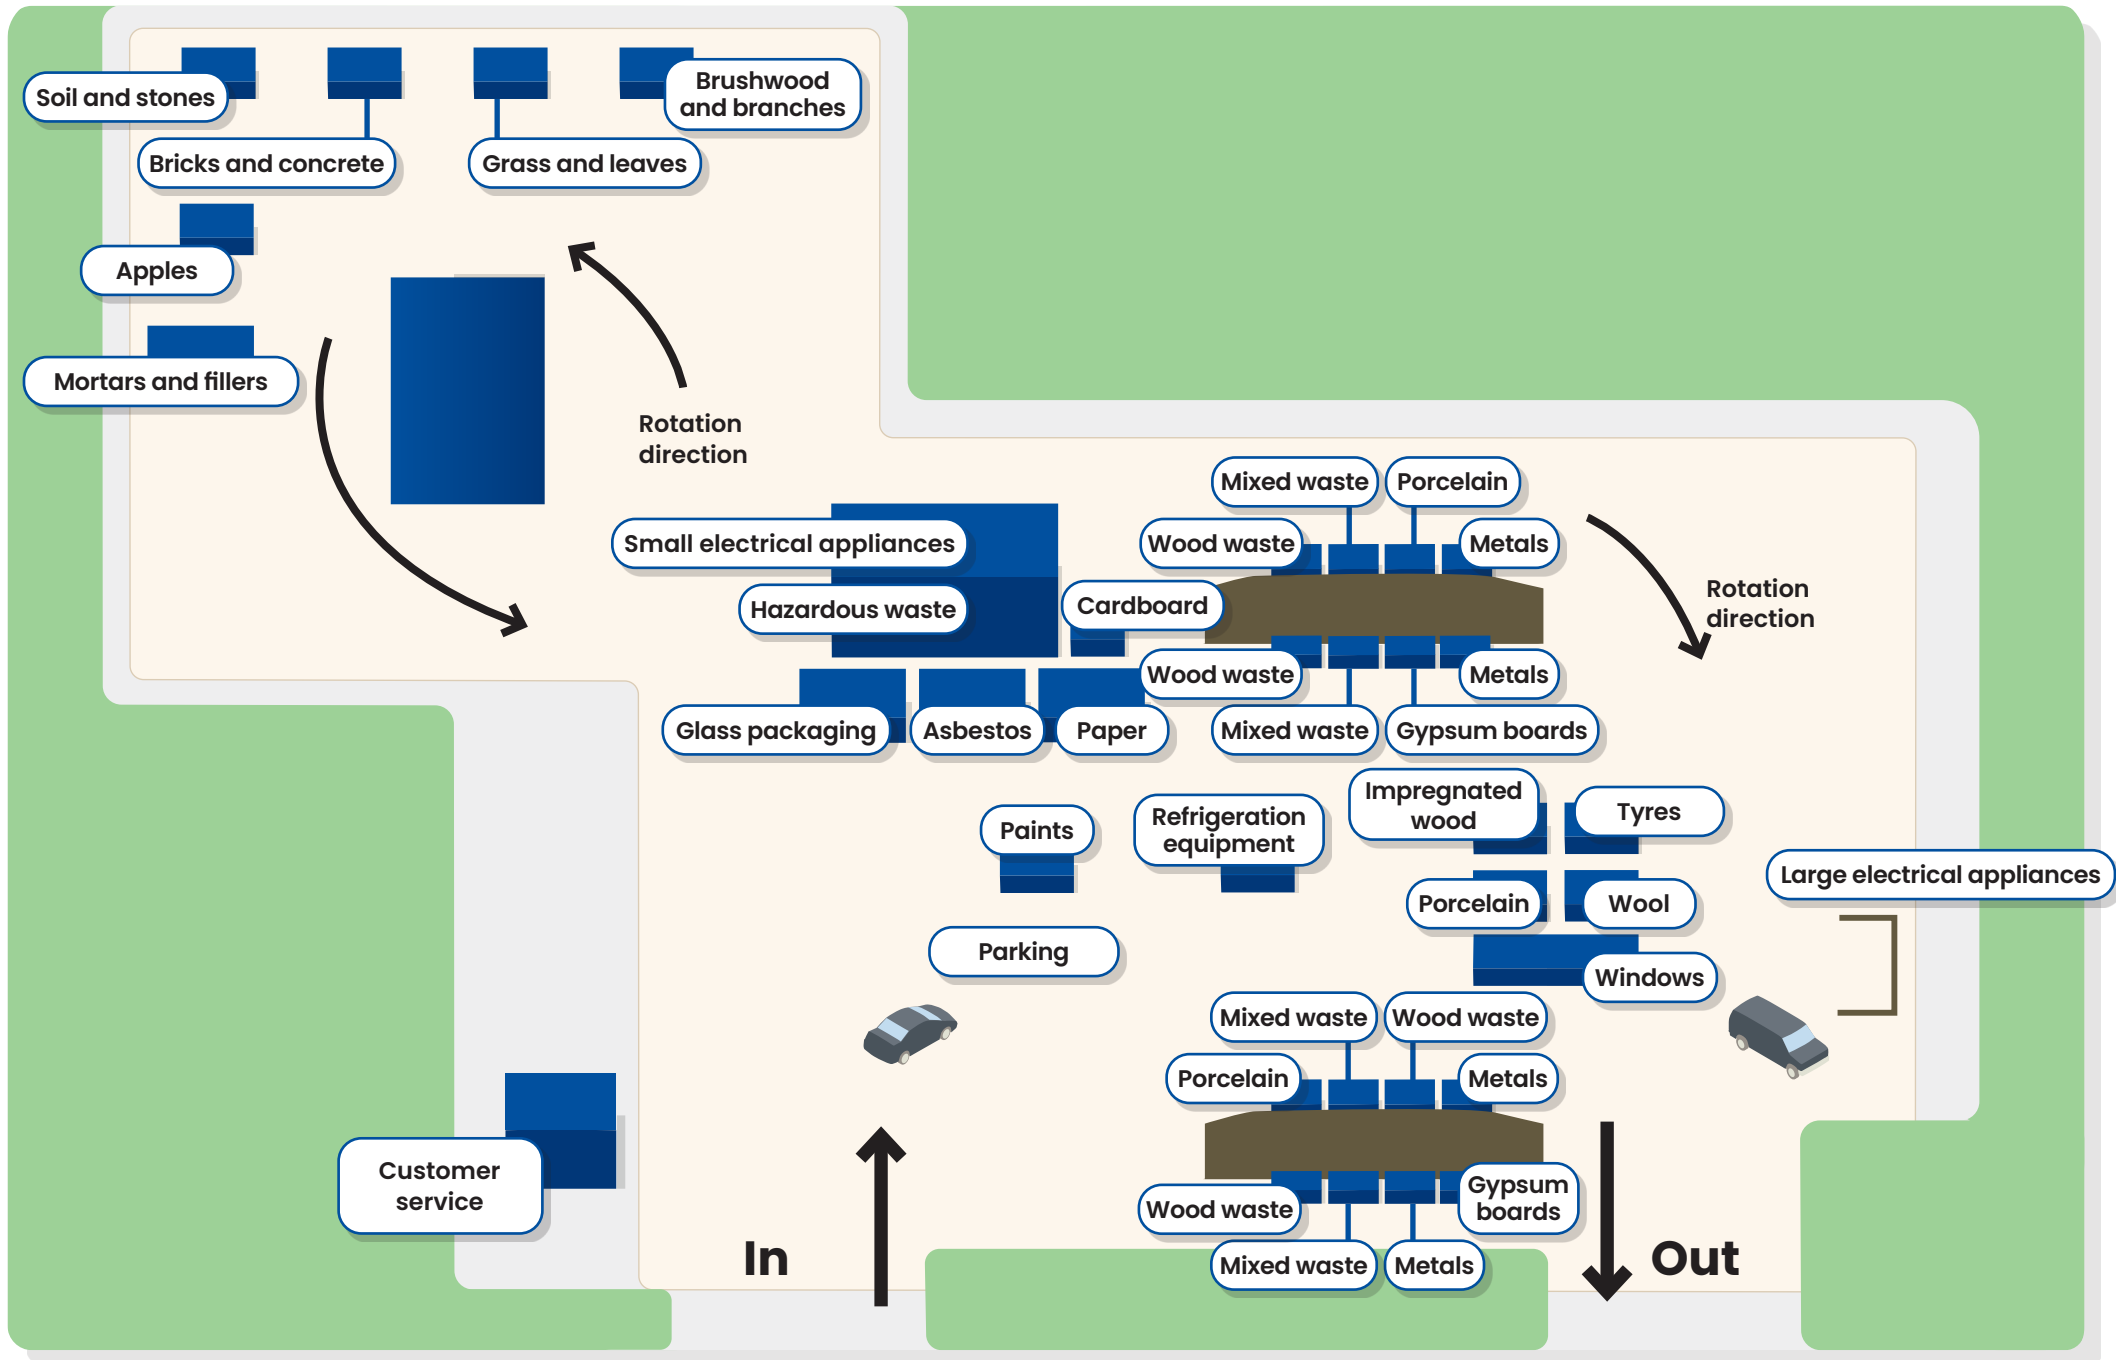 Soil and stones
Brushwood
and branches
Bricks and concrete
Grass and leaves
Apples
Mortars and fillers
Rotation
direction
Mixed waste
Porcelain
Small electrical appliances
Wood waste
Metals
Hazardous waste
Cardboard
Rotation
direction
Wood waste
Metals
Glass packaging
Asbestos
Paper
Mixed waste
Gypsum boards
Paints
Refrigeration
equipment
Impregnated
wood
Tyres
Large electrical appliances
Porcelain
Wool
Parking
Windows
Mixed waste
Wood waste
Porcelain
Metals
Customer
service
Wood waste
Gypsum
boards
In
Mixed waste
Metals
Out